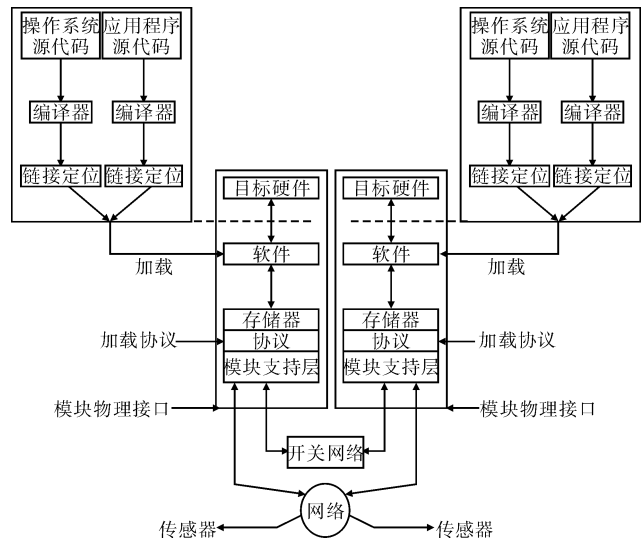 操作系统 应用程序 操作系统 应用程序
源代码 源代码 源代码 源代码
编译器 编译器 编译器 编译器
链接定位 链接定位 链接定位 链接定位
目标硬件 目标硬件
软件 软件
加载 加载
存储器 存储器
加载协议 协议 协议 加载协议
模块支持层 模块支持层
模块物理接口 模块物理接口
开关网络
网络
传感器 传感器